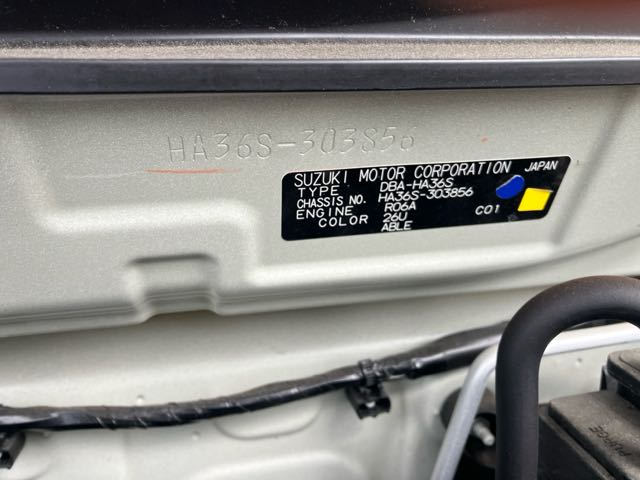 HA36S-303856
SUZUKI MOTOR CORPORATION JAPAN
TYPE DBA-HA36S
CHASSIS NO. HA36S-303856
ENGINE R06A
COLOR 26U C01
ABLE
PURGE